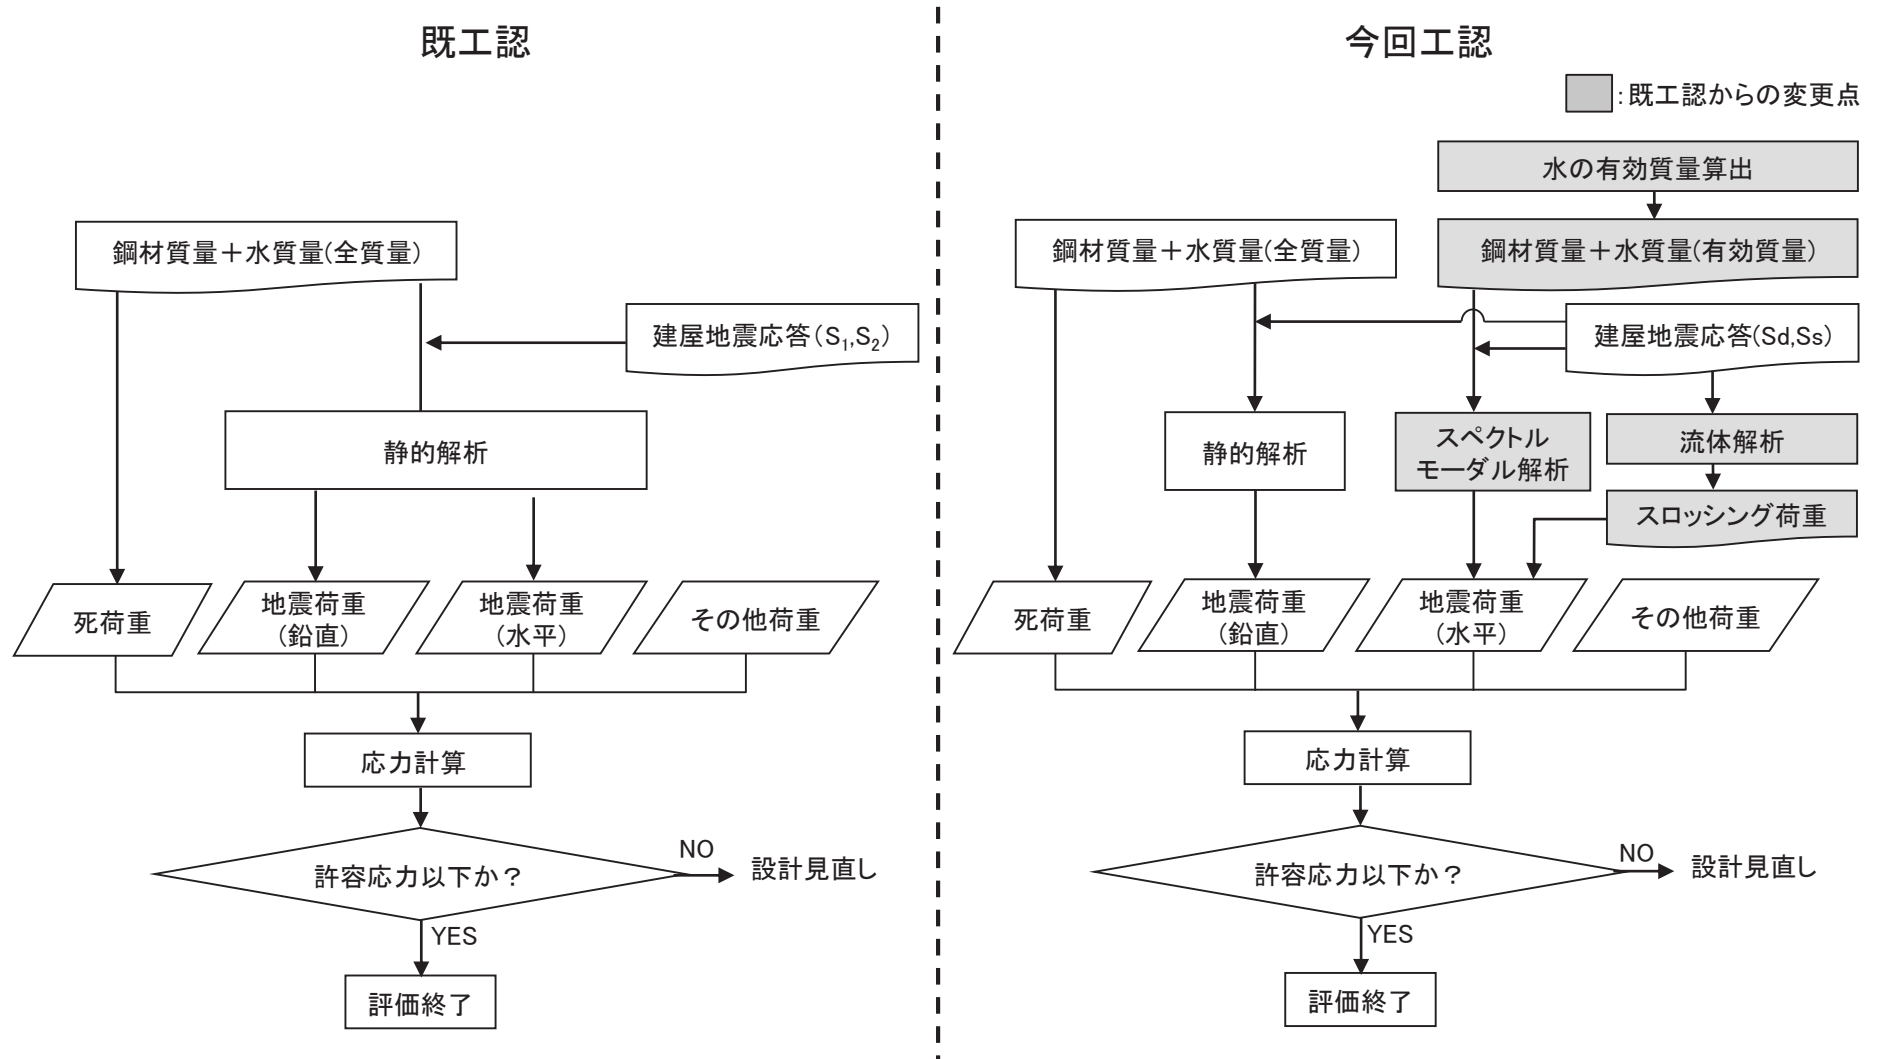 既工認
鋼材質量＋水質量(全質量)
建屋地震応答(S1,S2)
静的解析
死荷重
地震荷重
(鉛直)
地震荷重
(水平)
その他荷重
応力計算
許容応力以下か？
NO
設計見直し
YES
評価終了
今回工認
:既工認からの変更点
水の有効質量算出
鋼材質量＋水質量(全質量)
鋼材質量＋水質量(有効質量)
建屋地震応答(Sd,Ss)
静的解析
スペクトル
モーダル解析
流体解析
スロッシング荷重
死荷重
地震荷重
(鉛直)
地震荷重
(水平)
その他荷重
応力計算
許容応力以下か？
NO
設計見直し
YES
評価終了